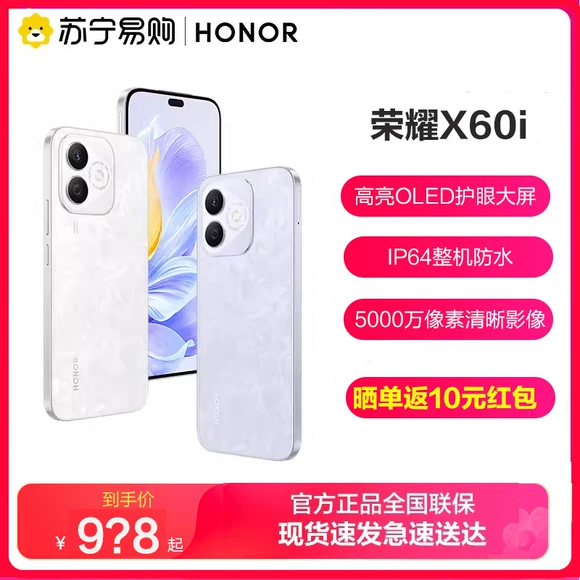 苏宁易购 | HONOR
荣耀X60i
高亮OLED护眼大屏
IP64整机防水
5000万像素清晰影像
晒单返10元红包
HONOR
HONOR
到手价
¥ 9?8 起
官方正品全国联保
现货速发急速送达